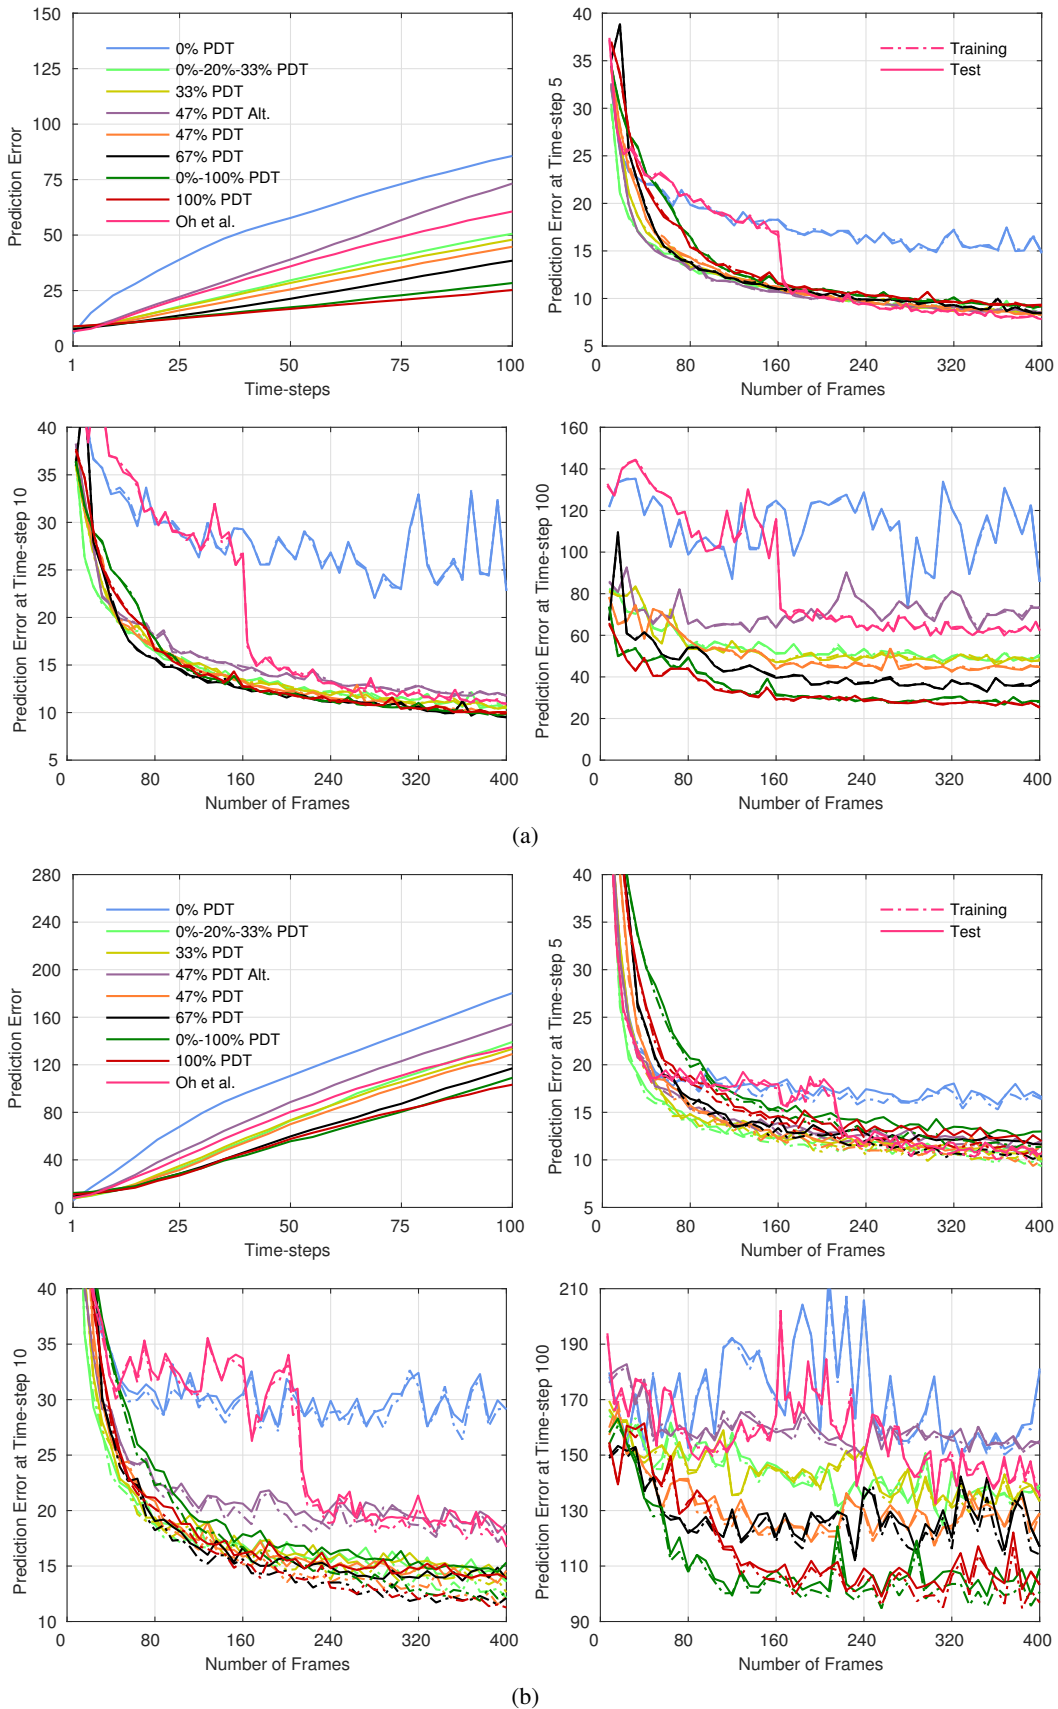 150
125
100
75
50
25
0
Prediction Error
0% PDT
0%-20%-33% PDT
33% PDT
47% PDT Alt.
47% PDT
67% PDT
0%-100% PDT
100% PDT
Oh et al.
1 25 50 75 100
Time-steps
40
35
30
25
20
15
10
5
Prediction Error at Time-step 5
Training
Test
0 80 160 240 320 400
Number of Frames
40
35
30
25
20
15
10
5
Prediction Error at Time-step 10
0 80 160 240 320 400
Number of Frames
160
140
120
100
80
60
40
20
0
Prediction Error at Time-step 100
0 80 160 240 320 400
Number of Frames
(a)
280
240
200
160
120
80
40
0
Prediction Error
0% PDT
0%-20%-33% PDT
33% PDT
47% PDT Alt.
47% PDT
67% PDT
0%-100% PDT
100% PDT
Oh et al.
1 25 50 75 100
Time-steps
40
35
30
25
20
15
10
5
Prediction Error at Time-step 5
Training
Test
0 80 160 240 320 400
Number of Frames
40
35
30
25
20
15
10
Prediction Error at Time-step 10
0 80 160 240 320 400
Number of Frames
210
190
170
150
130
110
90
Prediction Error at Time-step 100
0 80 160 240 320 400
Number of Frames
(b)